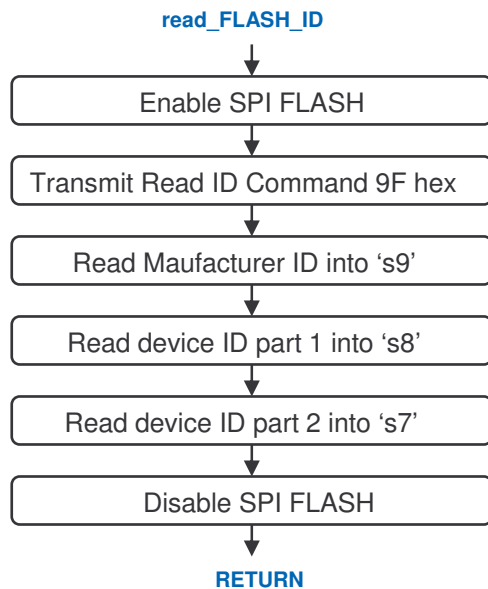 read_FLASH_ID
Enable SPI FLASH
Transmit Read ID Command 9F hex
Read Maufacturer ID into ‘s9’
Read device ID part 1 into ‘s8’
Read device ID part 2 into ‘s7’
Disable SPI FLASH
RETURN